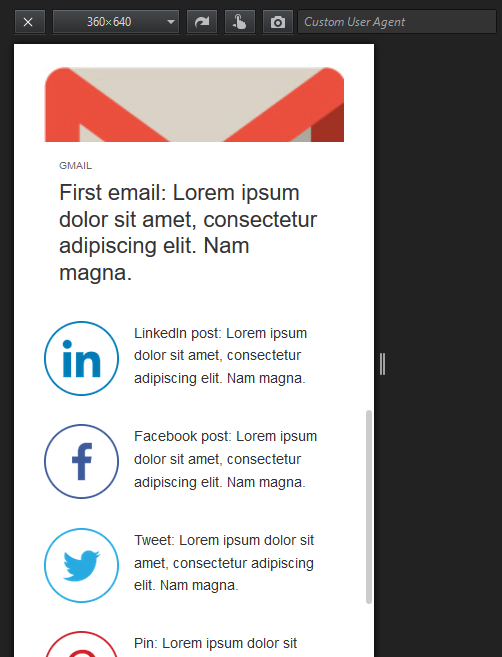 360×640
Custom User Agent
GMAIL
First email: Lorem ipsum
dolor sit amet, consectetur
adipiscing elit. Nam
magna.
in
LinkedIn post: Lorem ipsum
dolor sit amet, consectetur
adipiscing elit. Nam magna.
f
Facebook post: Lorem ipsum
dolor sit amet, consectetur
adipiscing elit. Nam magna.
Tweet: Lorem ipsum dolor sit
amet, consectetur adipiscing
elit. Nam magna.
Pin: Lorem ipsum dolor sit